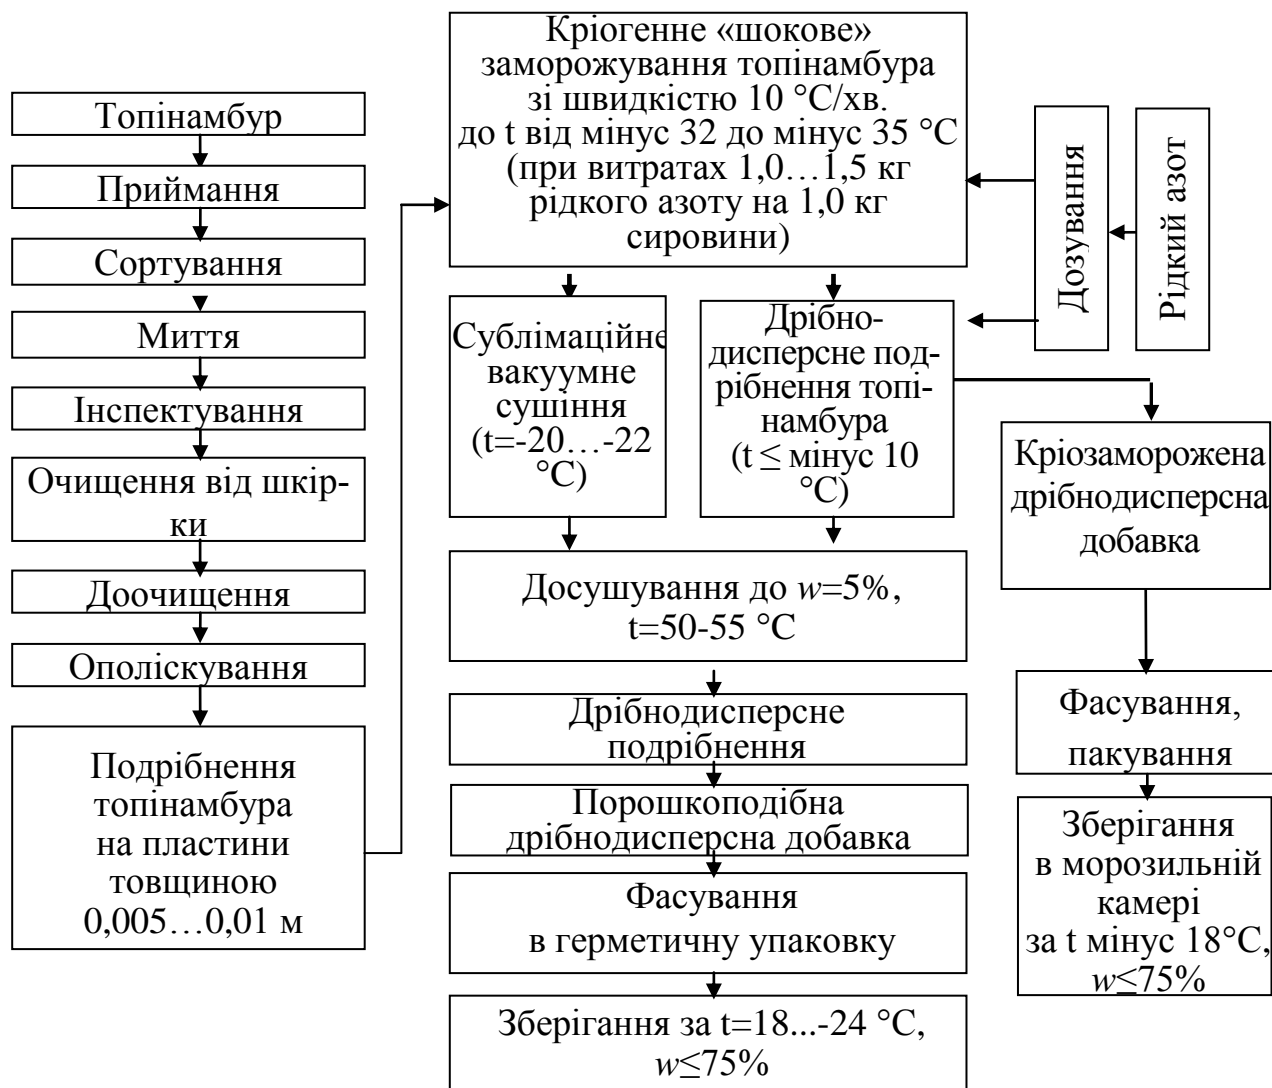 Топінамбур
Приймання
Сортування
Миття
Інспектування
Очищення від шкір-
ки
Доочищення
Ополіскування
Подрібнення
топінамбура
на пластини
товщиною
0,005…0,01 м
Кріогенне «шокове»
заморожування топінамбура
зі швидкістю 10 °С/хв.
до t від мінус 32 до мінус 35 °С
(при витратах 1,0…1,5 кг
рідкого азоту на 1,0 кг
сировини)
Дозування
Рідкий азот
Сублімаційне
вакуумне
сушіння
(t=-20…-22
°С)
Дрібно-
дисперсне под-
рібнення топі-
намбура
(t ≤ мінус 10
°С)
Досушування до w=5%,
t=50-55 °С
Дрібнодисперсне
подрібнення
Порошкоподібна
дрібнодисперсна добавка
Фасування
в герметичну упаковку
Зберігання за t=18...-24 °С,
w≤75%
Кріозаморожена
дрібнодисперсна
добавка
Фасування,
пакування
Зберігання
в морозильній
камері
за t мінус 18°С,
w≤75%